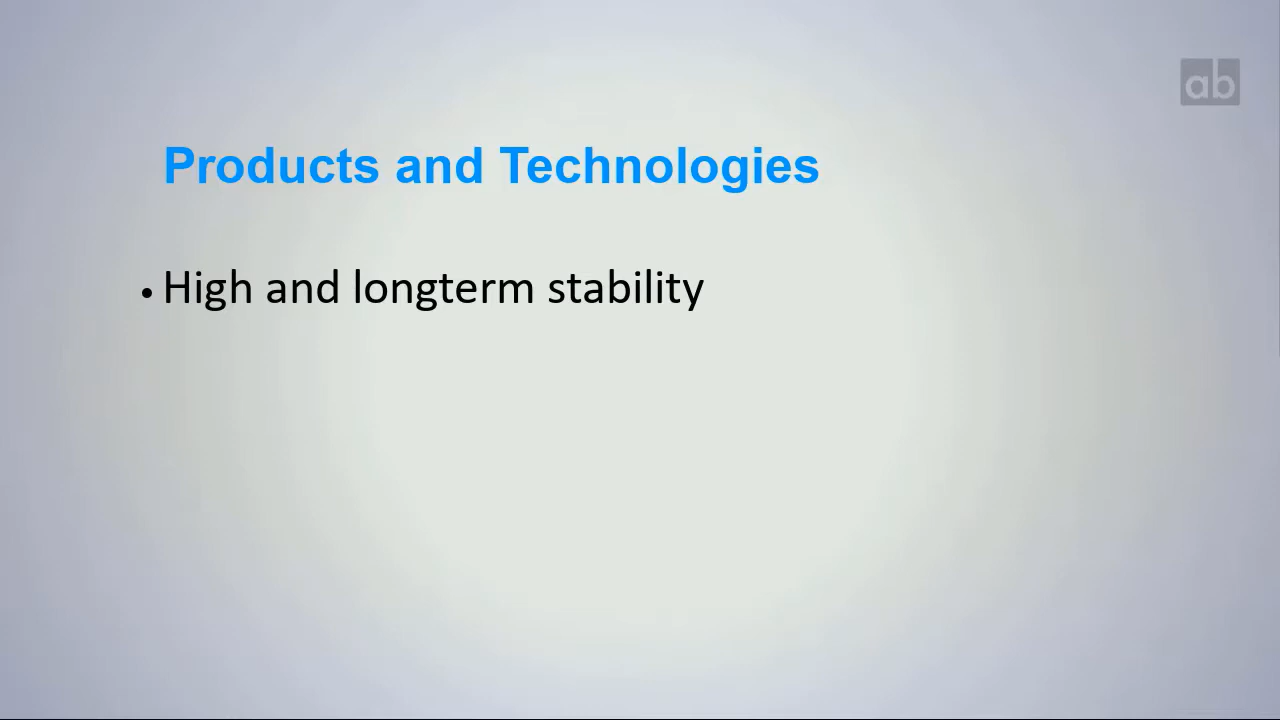 ab
Products and Technologies
• High and longterm stability